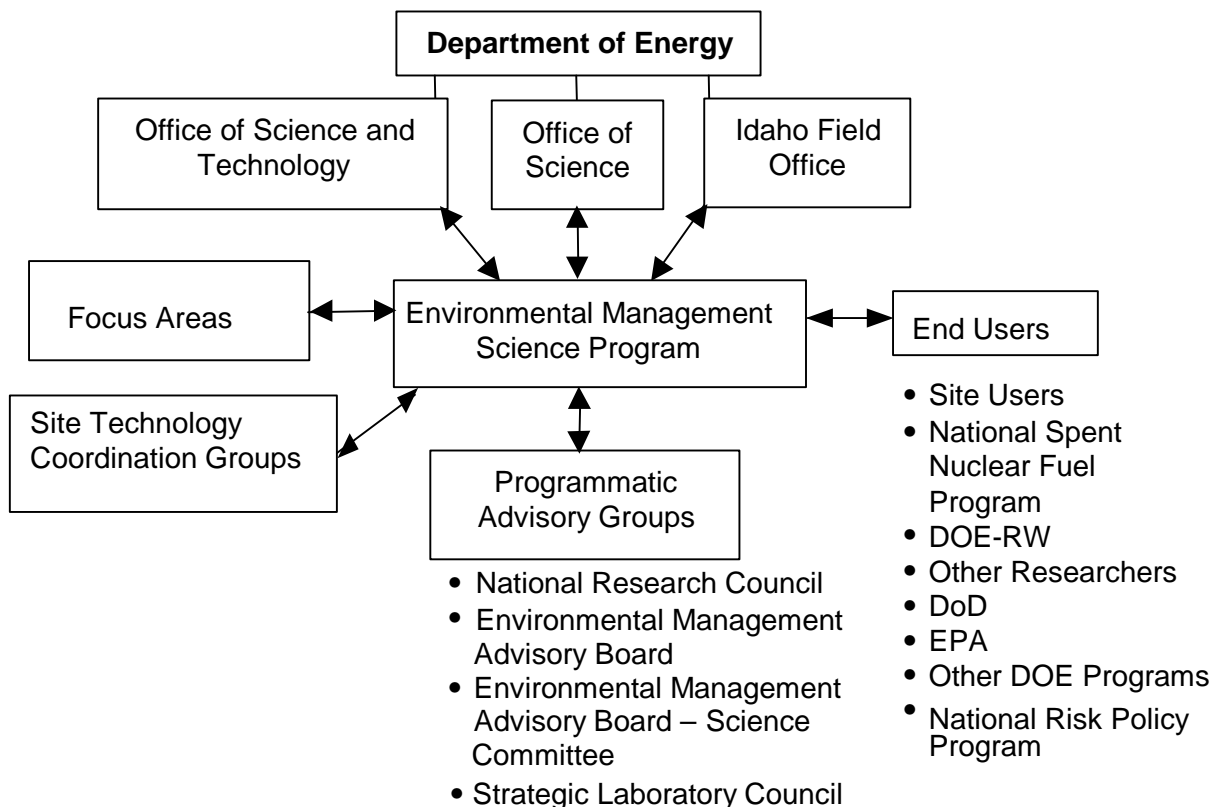 Department of Energy
Office of Science and
Technology
Office of
Science
Idaho Field
Office
Focus Areas
Environmental Management
Science Program
End Users
Site Technology
Coordination Groups
Programmatic
Advisory Groups
• National Research Council
• Environmental Management
Advisory Board
• Environmental Management
Advisory Board – Science
Committee
• Strategic Laboratory Council
• Site Users
• National Spent
Nuclear Fuel
Program
• DOE-RW
• Other Researchers
• DoD
• EPA
• Other DOE Programs
• National Risk Policy
Program